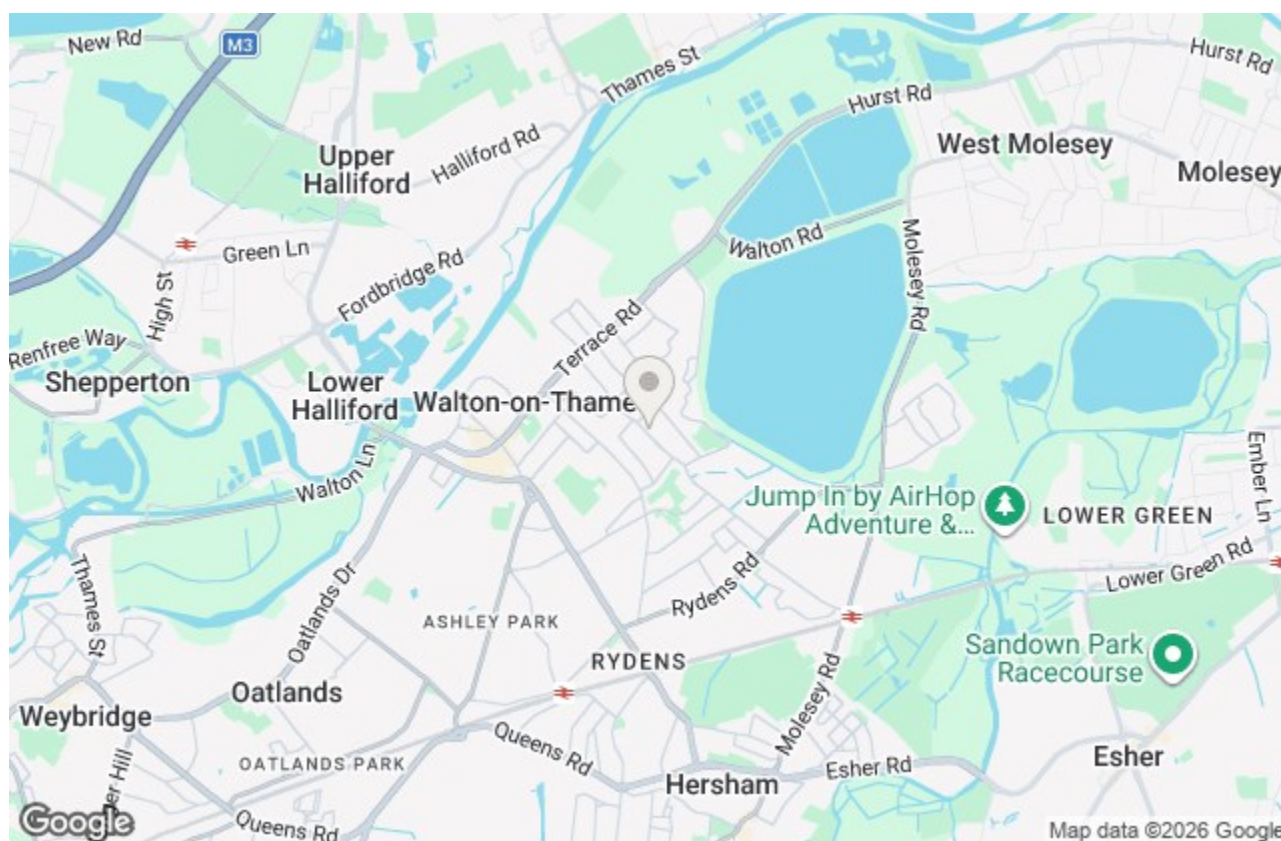 New Rd
M3
Thames St
Hurst Rd
Hurst Rd
Upper
Halliford
Halliford Rd
West Molesey
Molesey
Green Ln
Walton Rd
Molesey Rd
High St
Fordbridge Rd
Terrace Rd
Renfree Way
Shepperton
Lower
Halliford
Walton-on-Thame
Walton Ln
Ember Ln
Jump In by AirHop
Adventure &...
LOWER GREEN
Thames St
Oatlands Dr
Rydens Rd
Lower Green Rd
ASHLEY PARK
RYDENS
Sandown Park
Racecourse
Oatlands
Weybridge
Molesey Rd
Queens Rd
Esher
OATLANDS PARK
Hersham
Esher Rd
Hill
Queens Rd
Google
Map data ©2026 Google